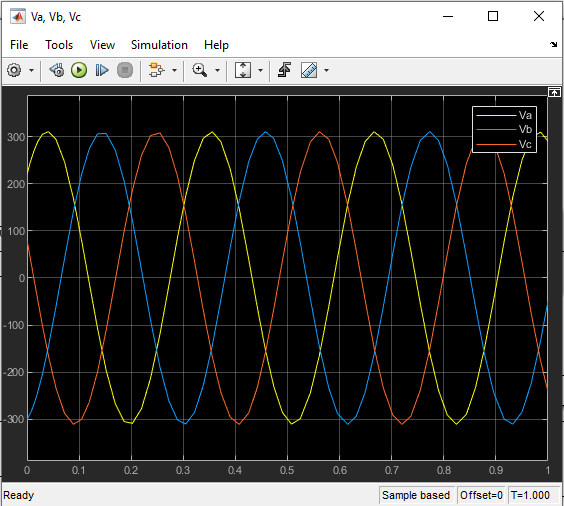 Va, Vb, Vc
File Tools View Simulation Help
Va
Vb
Vc
300
200
100
0
-100
-200
-300
0 0.1 0.2 0.3 0.4 0.5 0.6 0.7 0.8 0.9 1
Ready Sample based Offset=0 T=1.000